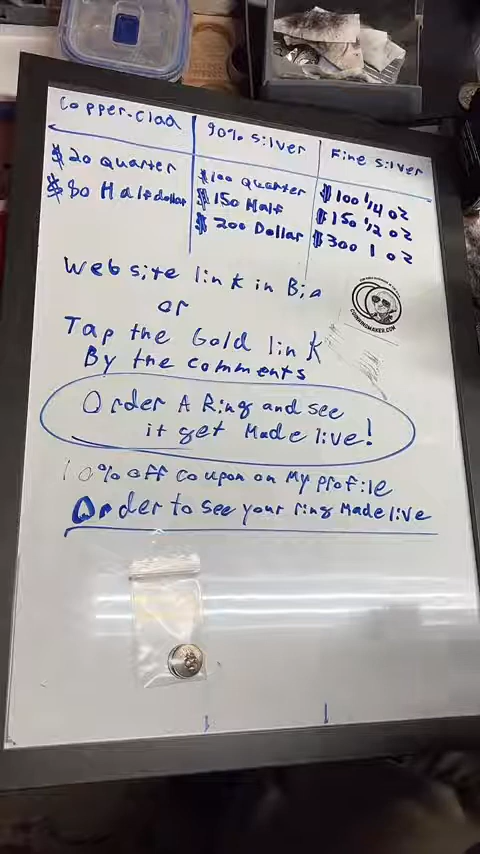 Copper-Clad
90% Silver
Fine Silver
$20 Quarter
$100 Quarter
$100 1/4 oz
$80 Half dollar
$150 Half
$150 1/2 oz
$200 Dollar
$300 1 oz
Website link in Bio
or
Tap the Gold link
By the comments
COINRINGMAKER.COM
Order A Ring and see
it get Made live!
10% off coupon on My profile
Order to see your ring Made live